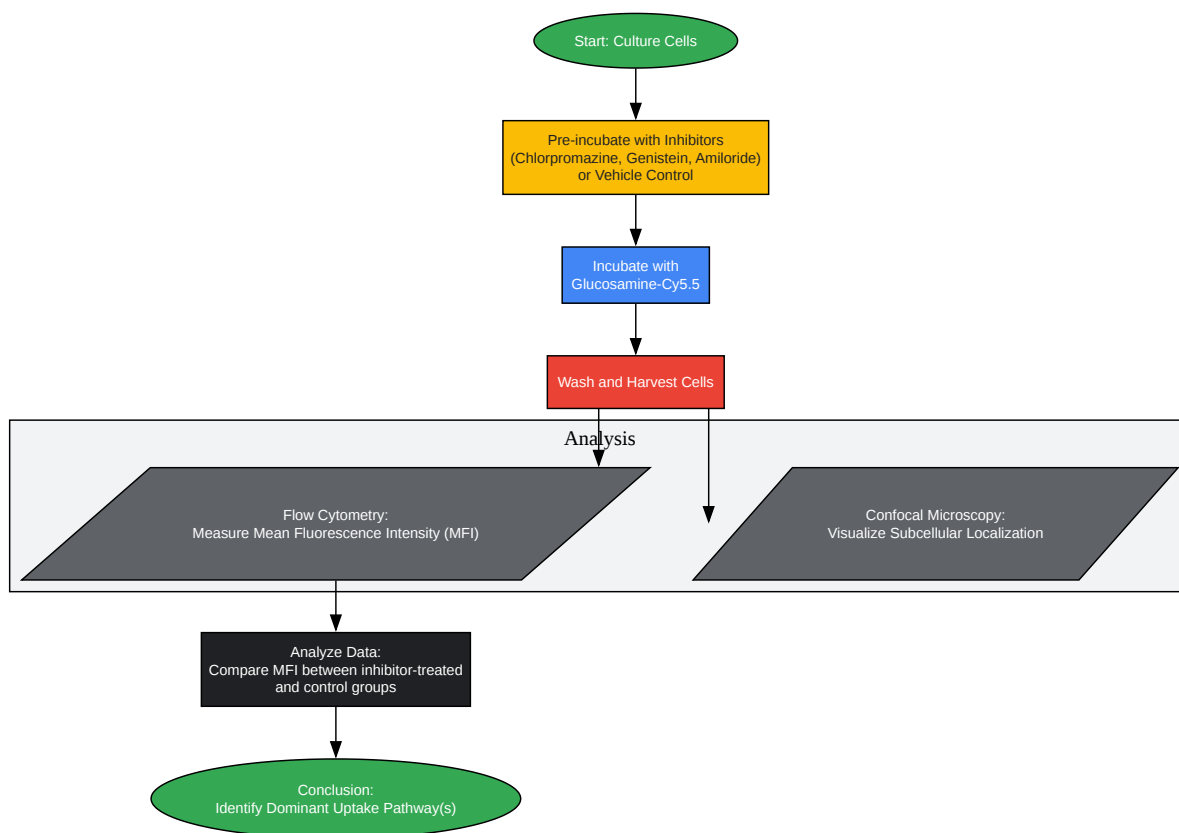 Start: Culture Cells
Pre-incubate with Inhibitors
(Chlorpromazine, Genistein, Amiloride)
or Vehicle Control
Incubate with
Glucosamine-Cy5.5
Wash and Harvest Cells
Analysis
Flow Cytometry:
Measure Mean Fluorescence Intensity (MFI)
Confocal Microscopy:
Visualize Subcellular Localization
Analyze Data:
Compare MFI between inhibitor-treated
and control groups
Conclusion:
Identify Dominant Uptake Pathway(s)